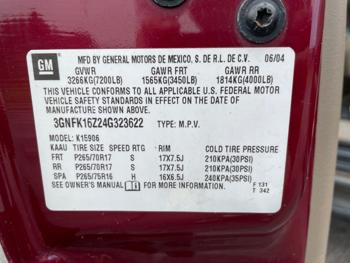 GM
MFD BY GENERAL MOTORS DE MEXICO, S. DE R.L. DE C.V. 06/04
GVWR GAWR FRT GAWR RR
3266KG(7200LB) 1565KG(3450LB) 1814KG(4000LB)
THIS VEHICLE CONFORMS TO ALL APPLICABLE U.S. FEDERAL
VEHICLE SAFETY STANDARDS IN EFFECT ON THE DATE OF
MANUFACTURE SHOWN ABOVE.
3GNFK16Z24G323622 TYPE: M.P.V.
MODEL: K15906
KAAU TIRE SIZE SPEED RTG RIM COLD TIRE PRESSURE
FRT P265/70R17 S 17X7.5J 210KPA(30PSI)
RR P265/70R17 S 17X7.5J 210KPA(30PSI)
SPA P265/75R16 H 16X6.5J 240KPA(35PSI)
SEE OWNER'S MANUAL FOR MORE INFORMATION F 131
T 342